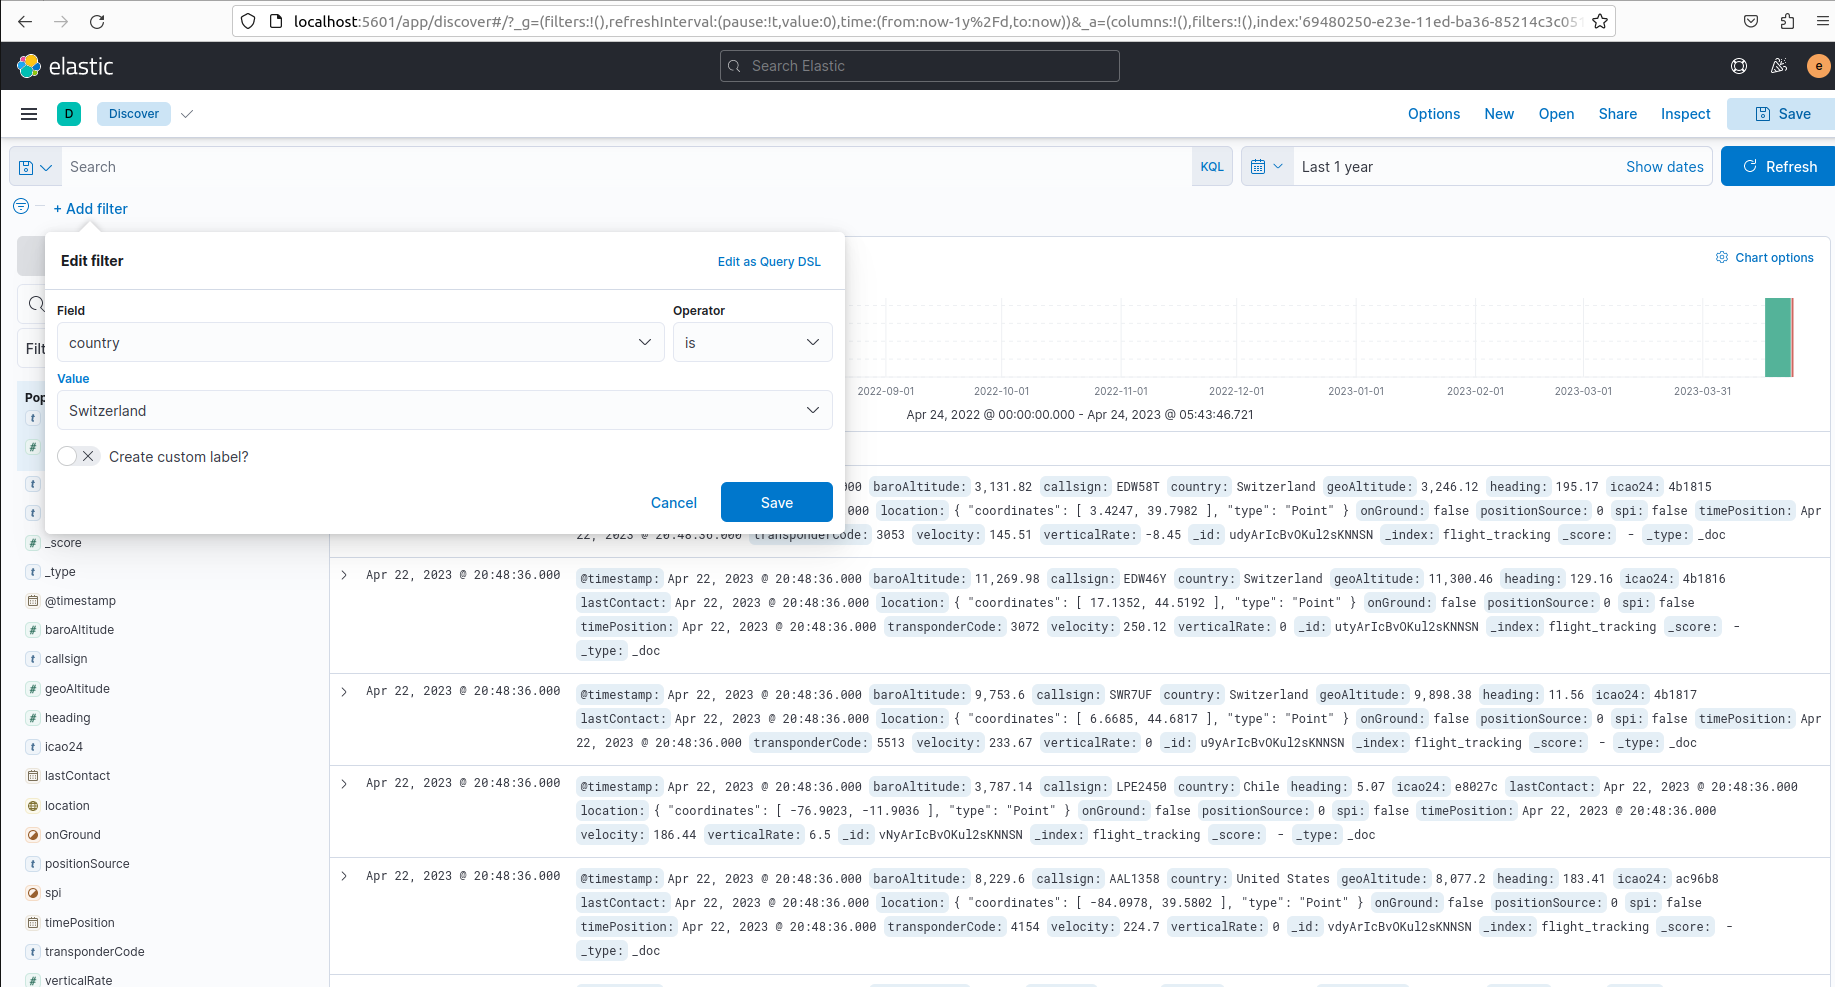 localhost:5601/app/discover#/?_g=(filters:!(),refreshInterval:(pause:!t,value:0),time:(from:now-1y%2Fd,to:now))&_a=(columns:!(),filters:!(),index:'69480250-e23e-11ed-ba36-85214c3c051
elastic
Search Elastic
e
D Discover
Options New Open Share Inspect Save
Search KQL Last 1 year Show dates Refresh
+ Add filter
Edit filter Edit as Query DSL
Chart options
Field Operator
country is
Value
Switzerland
Create custom label?
Cancel Save
Filt
Pop
2022-09-01 2022-10-01 2022-11-01 2022-12-01 2023-01-01 2023-02-01 2023-03-01 2023-03-31
Apr 24, 2022 @ 00:00:00.000 - Apr 24, 2023 @ 05:43:46.721
t
#
t
t
# _score
t _type
@timestamp
# baroAltitude
t callsign
# geoAltitude
# heading
t icao24
lastContact
location
onGround
t positionSource
spi
timePosition
t transponderCode
# verticalRate
000 baroAltitude: 3,131.82 callsign: EDW58T country: Switzerland geoAltitude: 3,246.12 heading: 195.17 icao24: 4b1815
000 location: { "coordinates": [ 3.4247, 39.7982 ], "type": "Point" } onGround: false positionSource: 0 spi: false timePosition: Apr
22, 2023 @ 20:48:36.000 transponderCode: 3053 velocity: 145.51 verticalRate: -8.45 _id: udyArIcBvOKul2sKNNSN _index: flight_tracking _score: - _type: _doc
Apr 22, 2023 @ 20:48:36.000 @timestamp: Apr 22, 2023 @ 20:48:36.000 baroAltitude: 11,269.98 callsign: EDW46Y country: Switzerland geoAltitude: 11,300.46 heading: 129.16 icao24: 4b1816
lastContact: Apr 22, 2023 @ 20:48:36.000 location: { "coordinates": [ 17.1352, 44.5192 ], "type": "Point" } onGround: false positionSource: 0 spi: false
timePosition: Apr 22, 2023 @ 20:48:36.000 transponderCode: 3072 velocity: 250.12 verticalRate: 0 _id: utyArIcBvOKul2sKNNSN _index: flight_tracking _score: -
_type: _doc
Apr 22, 2023 @ 20:48:36.000 @timestamp: Apr 22, 2023 @ 20:48:36.000 baroAltitude: 9,753.6 callsign: SWR7UF country: Switzerland geoAltitude: 9,898.38 heading: 11.56 icao24: 4b1817
lastContact: Apr 22, 2023 @ 20:48:36.000 location: { "coordinates": [ 6.6685, 44.6817 ], "type": "Point" } onGround: false positionSource: 0 spi: false timePosition: Apr
22, 2023 @ 20:48:36.000 transponderCode: 5513 velocity: 233.67 verticalRate: 0 _id: u9yArIcBvOKul2sKNNSN _index: flight_tracking _score: - _type: _doc
Apr 22, 2023 @ 20:48:36.000 @timestamp: Apr 22, 2023 @ 20:48:36.000 baroAltitude: 3,787.14 callsign: LPE2450 country: Chile heading: 5.07 icao24: e8027c lastContact: Apr 22, 2023 @ 20:48:36.000
location: { "coordinates": [ -76.9023, -11.9036 ], "type": "Point" } onGround: false positionSource: 0 spi: false timePosition: Apr 22, 2023 @ 20:48:36.000
velocity: 186.44 verticalRate: 6.5 _id: vNyArIcBvOKul2sKNNSN _index: flight_tracking _score: - _type: _doc
Apr 22, 2023 @ 20:48:36.000 @timestamp: Apr 22, 2023 @ 20:48:36.000 baroAltitude: 8,229.6 callsign: AAL1358 country: United States geoAltitude: 8,077.2 heading: 183.41 icao24: ac96b8
lastContact: Apr 22, 2023 @ 20:48:36.000 location: { "coordinates": [ -84.0978, 39.5802 ], "type": "Point" } onGround: false positionSource: 0 spi: false
timePosition: Apr 22, 2023 @ 20:48:36.000 transponderCode: 4154 velocity: 224.7 verticalRate: 0 _id: vdyArIcBvOKul2sKNNSN _index: flight_tracking _score: -
_type: _doc